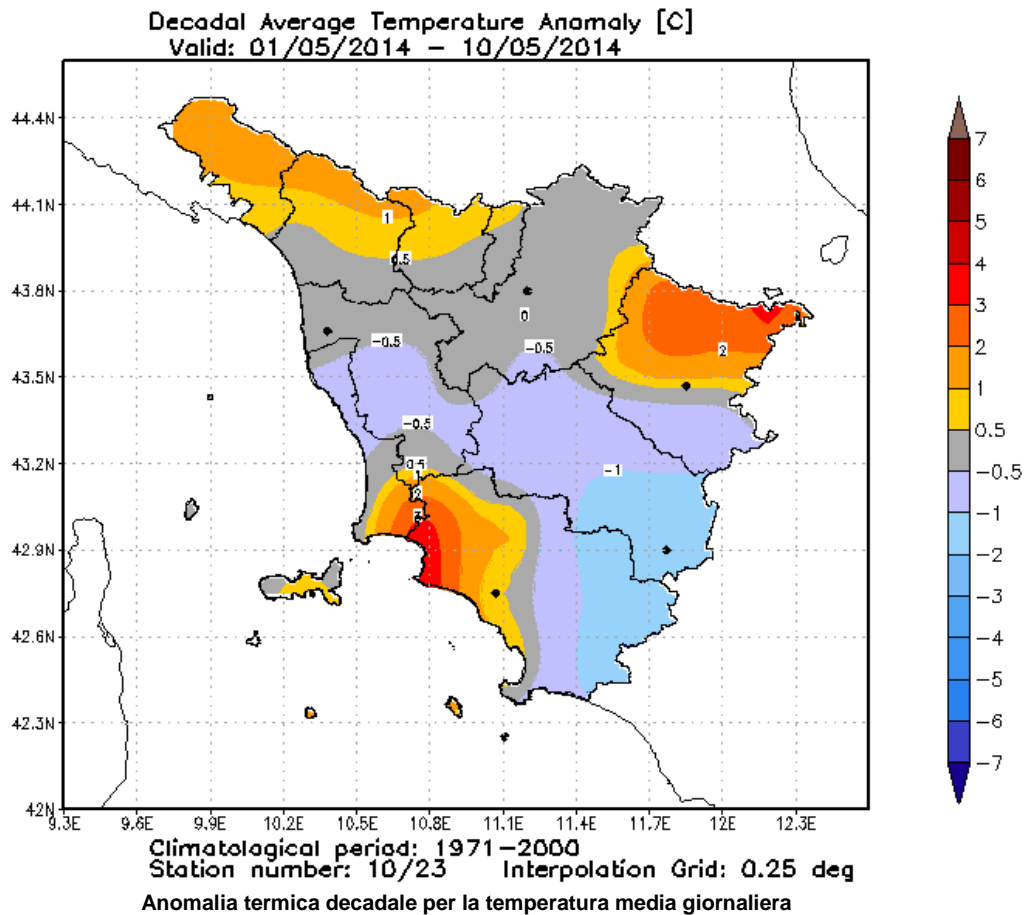 Decadal Average Temperature Anomaly [C]
Valid: 01/05/2014 – 10/05/2014
44.4N
44.1N
43.8N
43.5N
43.2N
42.9N
42.6N
42.3N
42N
9.3E 9.6E 9.9E 10.2E 10.5E 10.8E 11.1E 11.4E 11.7E 12E 12.3E
1
0.5
0
-0.5
-0.5
2
-0.5
-1
0.5
1
2
3
7
6
5
4
3
2
1
0.5
-0.5
-1
-2
-3
-4
-5
-6
-7
Climatological period: 1971-2000
Station number: 10/23 Interpolation Grid: 0.25 deg
Anomalia termica decadale per la temperatura media giornaliera